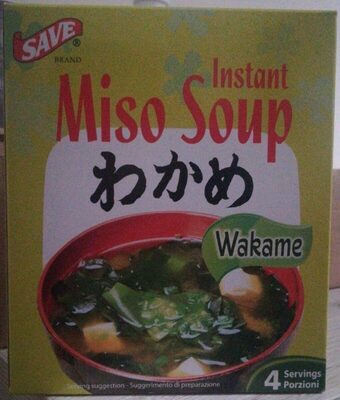 SAVE®
BRAND
Instant
Miso Soup
わかめ
Wakame
4 Servings
Porzioni
Serving suggestion - Suggerimento di preparazione